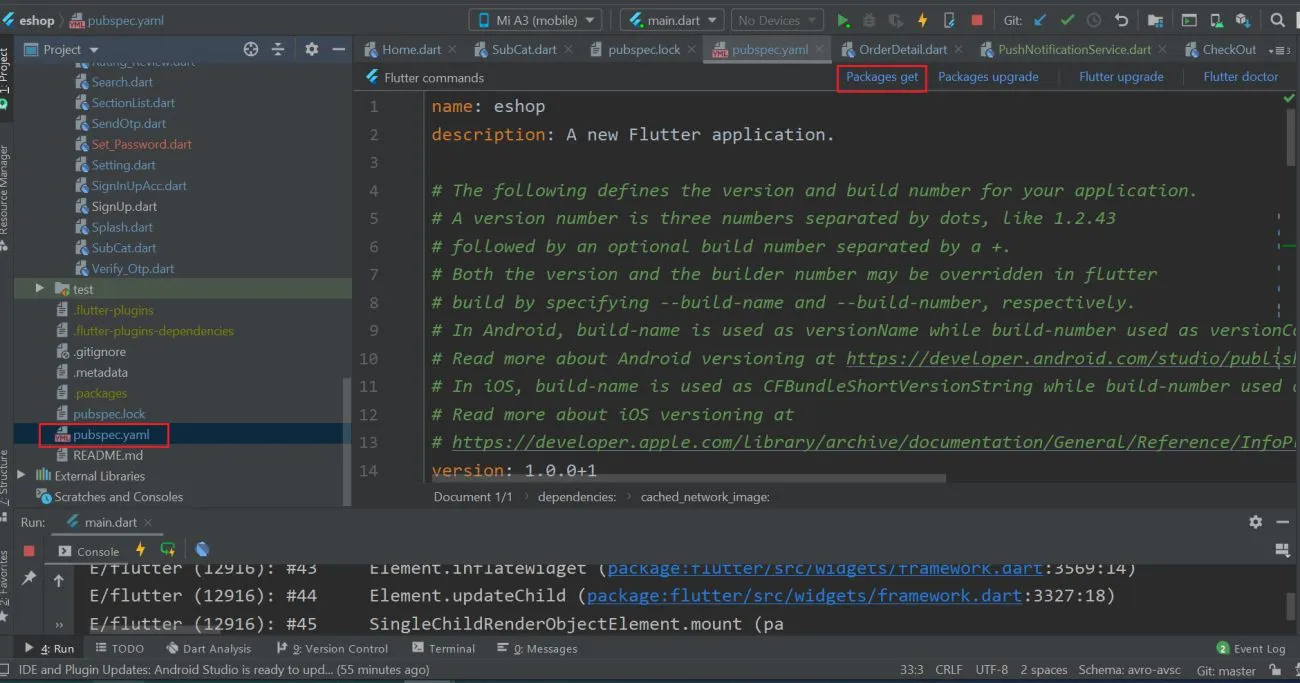 eshop
pubspec.yaml
Mi A3 (mobile)
main.dart
No Devices
Git:
1: Project
Resource Manager
Z: Structure
2: Favorites
Project
Rating_Review.dart
Search.dart
SectionList.dart
SendOtp.dart
Set_Password.dart
Setting.dart
SignInUpAcc.dart
SignUp.dart
Splash.dart
SubCat.dart
Verify_Otp.dart
test
.flutter-plugins
.flutter-plugins-dependencies
.gitignore
.metadata
.packages
pubspec.lock
pubspec.yaml
README.md
External Libraries
Scratches and Consoles
Home.dart
SubCat.dart
pubspec.lock
pubspec.yaml
OrderDetail.dart
PushNotificationService.dart
CheckOut
Flutter commands
Packages get
Packages upgrade
Flutter upgrade
Flutter doctor
1 name: eshop
2 description: A new Flutter application.
3
4 # The following defines the version and build number for your application.
5 # A version number is three numbers separated by dots, like 1.2.43
6 # followed by an optional build number separated by a +.
7 # Both the version and the builder number may be overridden in flutter
8 # build by specifying --build-name and --build-number, respectively.
9 # In Android, build-name is used as versionName while build-number used as versionCo
10 # Read more about Android versioning at https://developer.android.com/studio/publish
11 # In iOS, build-name is used as CFBundleShortVersionString while build-number used
12 # Read more about iOS versioning at
13 # https://developer.apple.com/library/archive/documentation/General/Reference/InfoPl
14 version: 1.0.0+1
Document 1/1 › dependencies: › cached_network_image:
Run: main.dart
Console
E/flutter (12916): #43 Element.inflateWidget (package:flutter/src/widgets/framework.dart:3569:14)
E/flutter (12916): #44 Element.updateChild (package:flutter/src/widgets/framework.dart:3327:18)
E/flutter (12916): #45 SingleChildRenderObjectElement.mount (pa
4: Run
TODO
Dart Analysis
9: Version Control
Terminal
0: Messages
2 Event Log
IDE and Plugin Updates: Android Studio is ready to upd... (55 minutes ago)
33:3 CRLF UTF-8 2 spaces Schema: avro-avsc Git: master